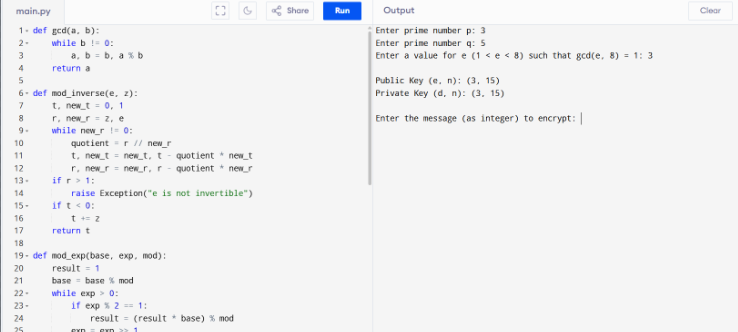 main.py
Share
Run
Output
Clear
1 def gcd(a, b):
2 while b != 0:
3 a, b = b, a % b
4 return a
5
6 def mod_inverse(e, z):
7 t, new_t = 0, 1
8 r, new_r = z, e
9 while new_r != 0:
10 quotient = r // new_r
11 t, new_t = new_t, t - quotient * new_t
12 r, new_r = new_r, r - quotient * new_r
13 if r > 1:
14 raise Exception("e is not invertible")
15 if t < 0:
16 t += z
17 return t
18
19 def mod_exp(base, exp, mod):
20 result = 1
21 base = base % mod
22 while exp > 0:
23 if exp % 2 == 1:
24 result = (result * base) % mod
25 exp = exp >> 1
Enter prime number p: 3
Enter prime number q: 5
Enter a value for e (1 < e < 8) such that gcd(e, 8) = 1: 3
Public Key (e, n): (3, 15)
Private Key (d, n): (3, 15)
Enter the message (as integer) to encrypt: